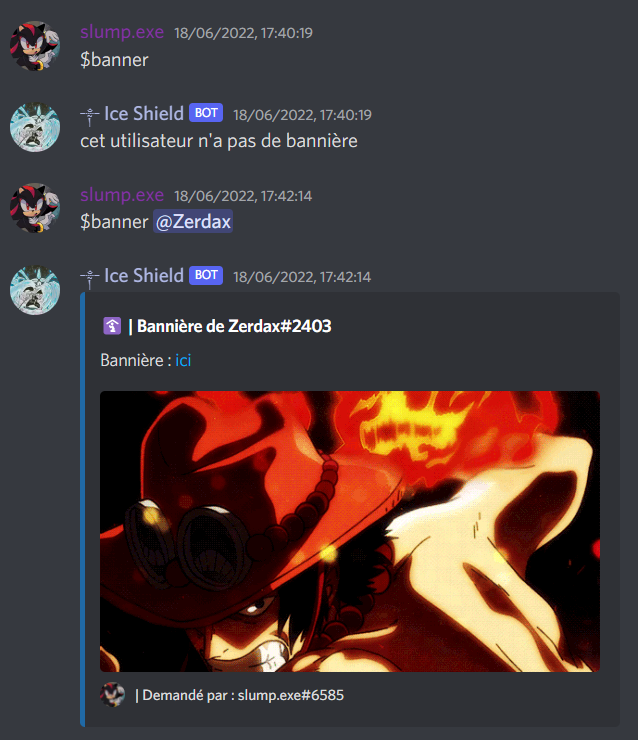 slump.exe 18/06/2022, 17:40:19
$banner
Ice Shield BOT 18/06/2022, 17:40:19
cet utilisateur n'a pas de bannière
slump.exe 18/06/2022, 17:42:14
$banner @Zerdax
Ice Shield BOT 18/06/2022, 17:42:14
| Bannière de Zerdax#2403
Bannière : ici
| Demandé par : slump.exe#6585